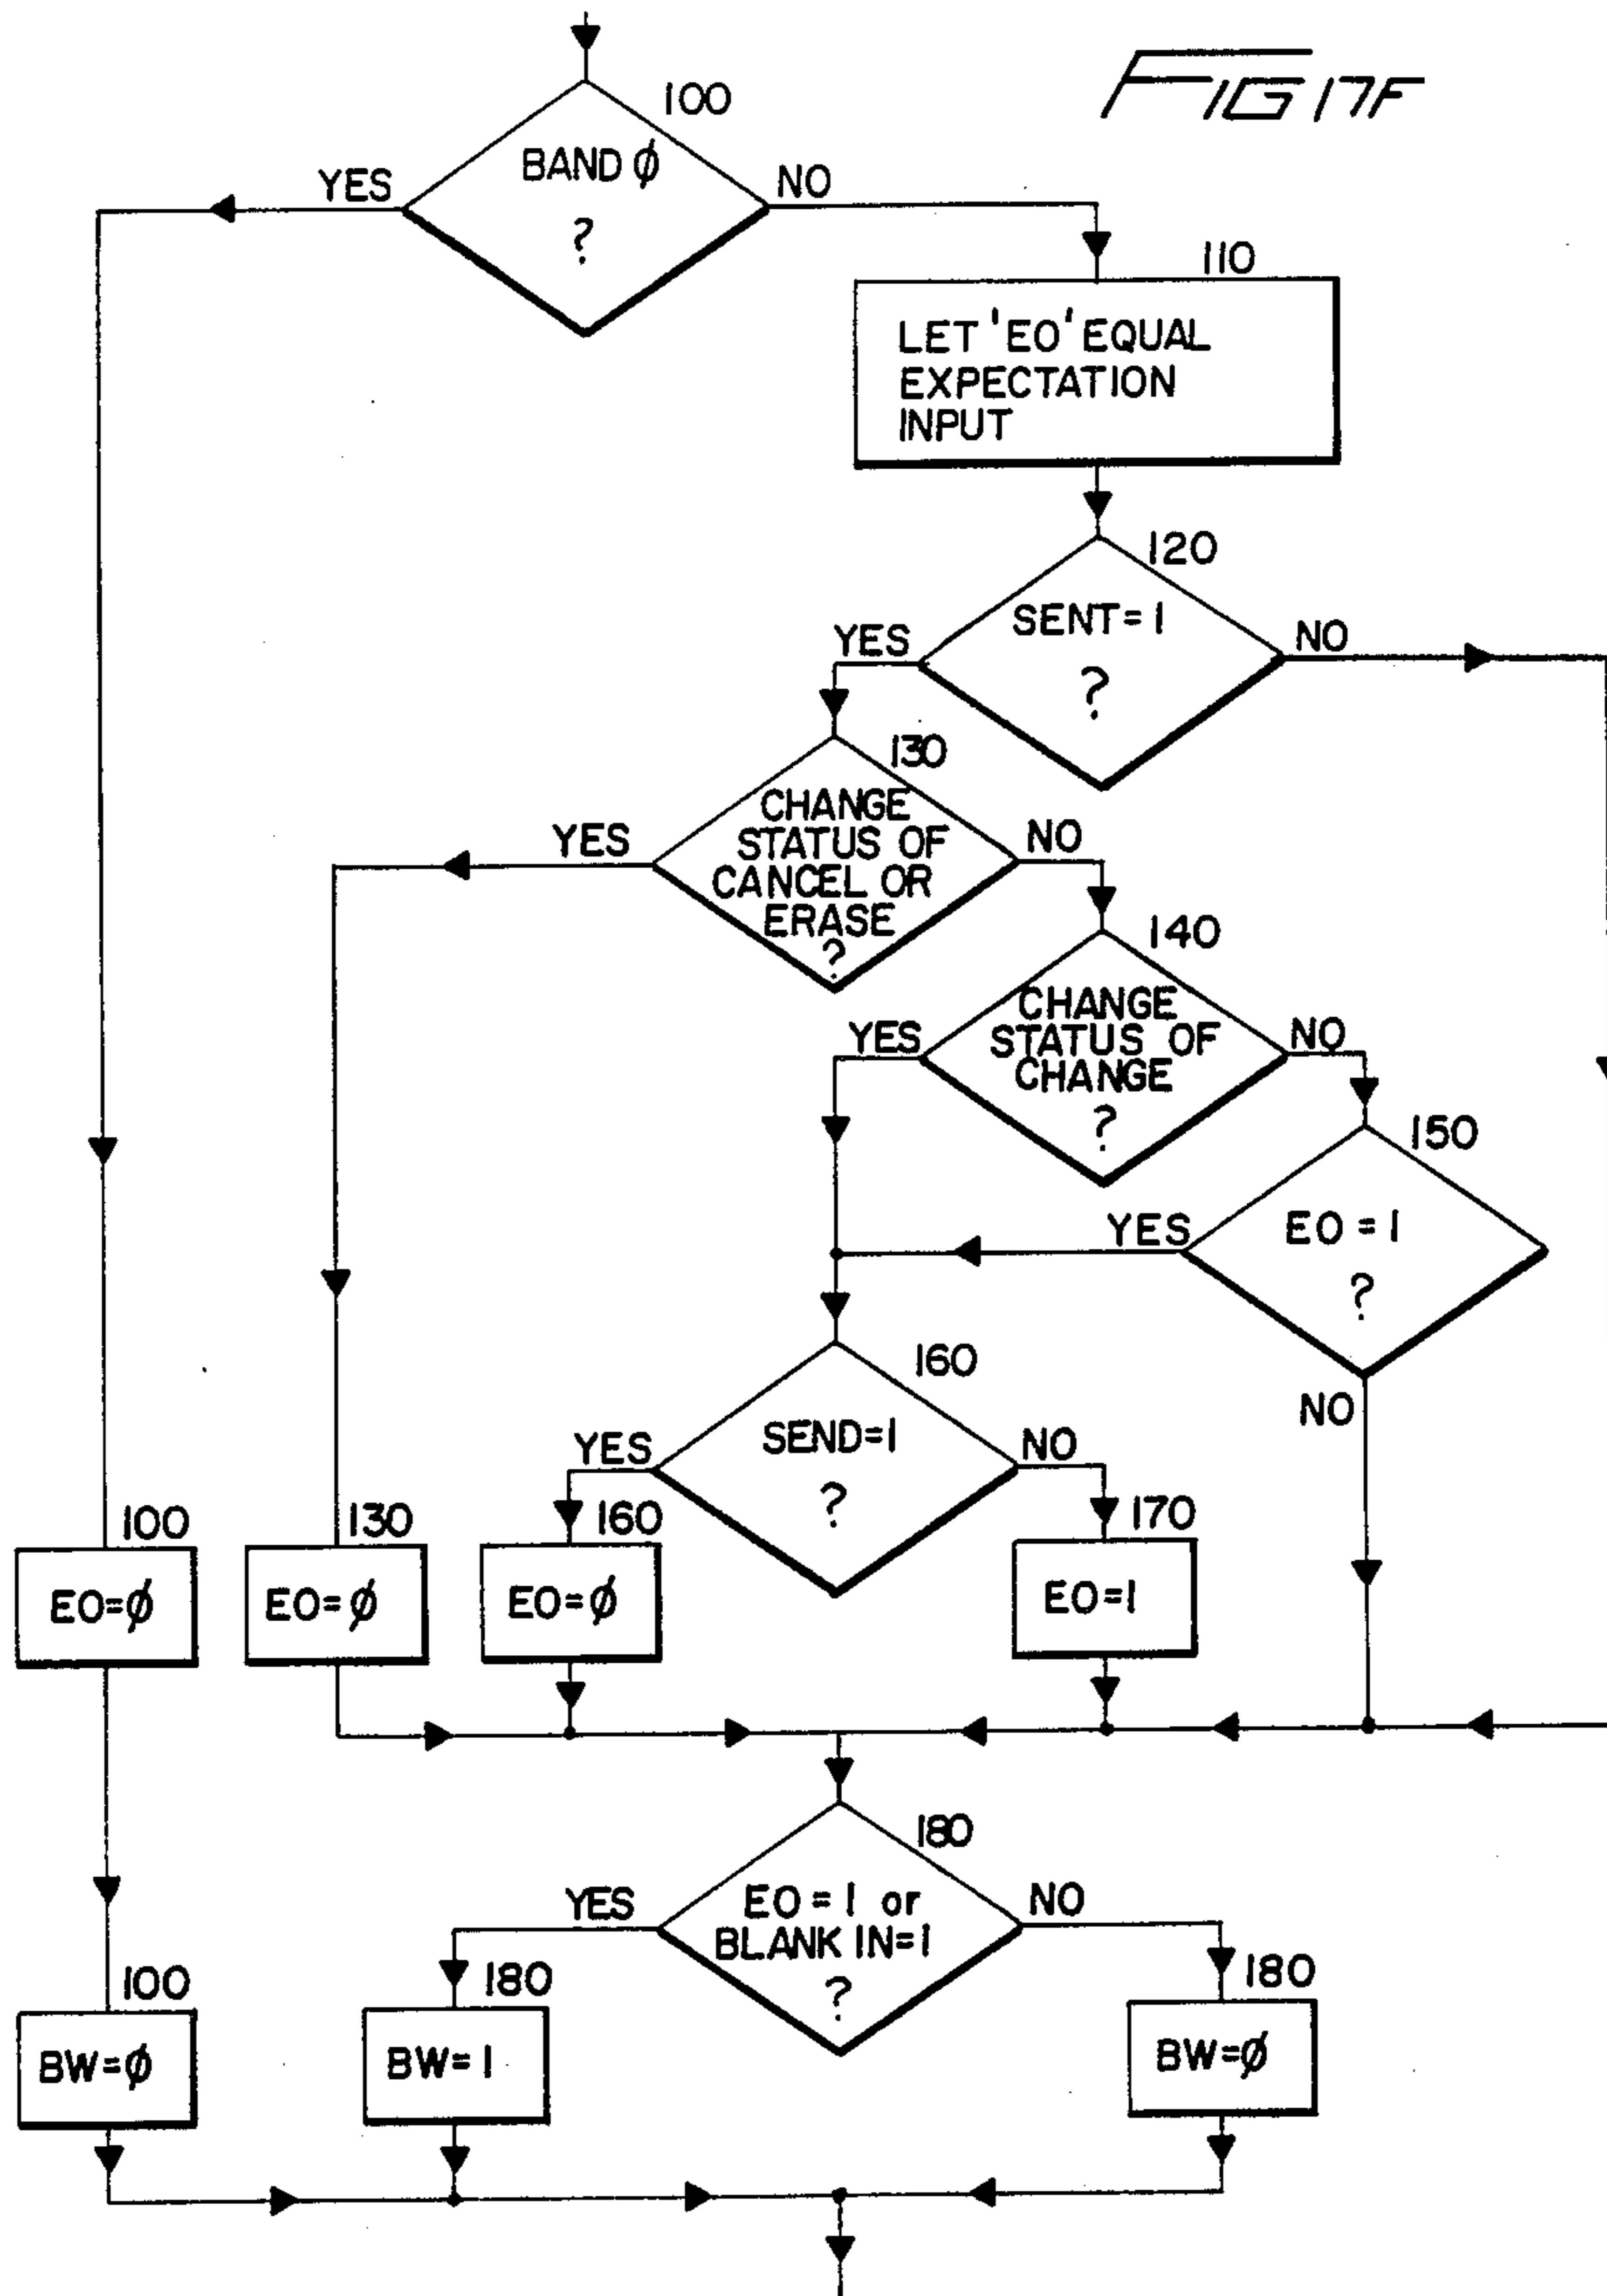 FIG 17F
100
BAND ϕ
?
YES
NO
110
LET 'EO' EQUAL
EXPECTATION
INPUT
120
SENT=1
?
YES
NO
130
CHANGE
STATUS OF
CANCEL OR
ERASE
?
YES
NO
140
CHANGE
STATUS OF
CHANGE
?
YES
NO
150
EO=1
?
YES
NO
160
SEND=1
?
YES
NO
100
EO=ϕ
130
EO=ϕ
160
EO=ϕ
170
EO=1
180
EO=1 or
BLANK IN=1
?
YES
NO
100
BW=ϕ
180
BW=1
180
BW=ϕ